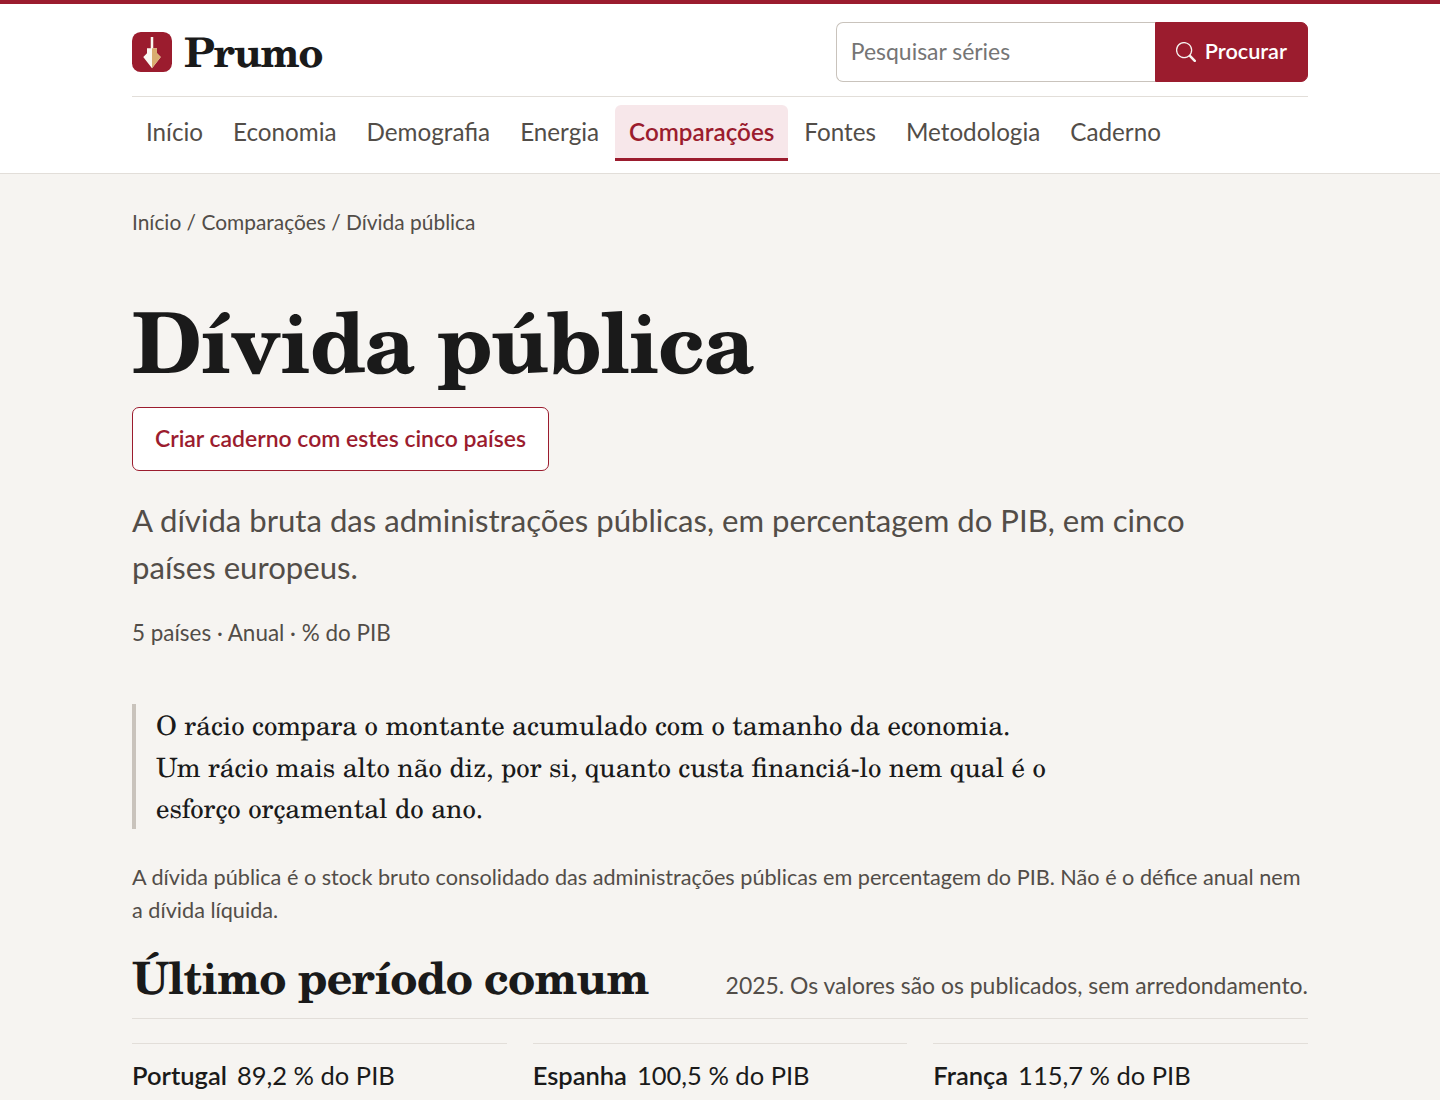 Prumo
Pesquisar séries
Procurar
Início
Economia
Demografia
Energia
Comparações
Fontes
Metodologia
Caderno
Início / Comparações / Dívida pública
Dívida pública
Criar caderno com estes cinco países
A dívida bruta das administrações públicas, em percentagem do PIB, em cinco
países europeus.
5 países · Anual · % do PIB
O rácio compara o montante acumulado com o tamanho da economia.
Um rácio mais alto não diz, por si, quanto custa financiá-lo nem qual é o
esforço orçamental do ano.
A dívida pública é o stock bruto consolidado das administrações públicas em percentagem do PIB. Não é o défice anual nem
a dívida líquida.
Último período comum
2025. Os valores são os publicados, sem arredondamento.
Portugal 89,2 % do PIB
Espanha 100,5 % do PIB
França 115,7 % do PIB